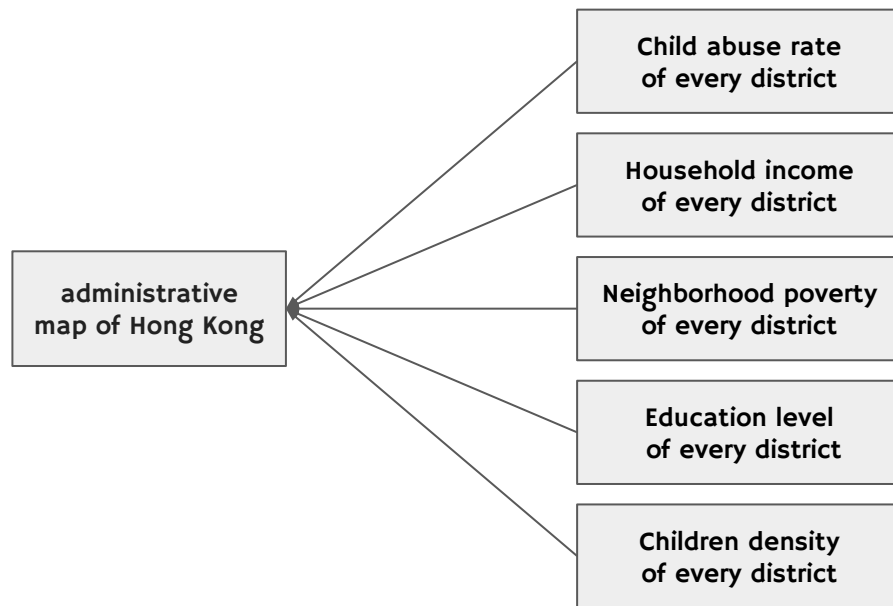 administrative
map of Hong Kong
Child abuse rate
of every district
Household income
of every district
Neighborhood poverty
of every district
Education level
of every district
Children density
of every district